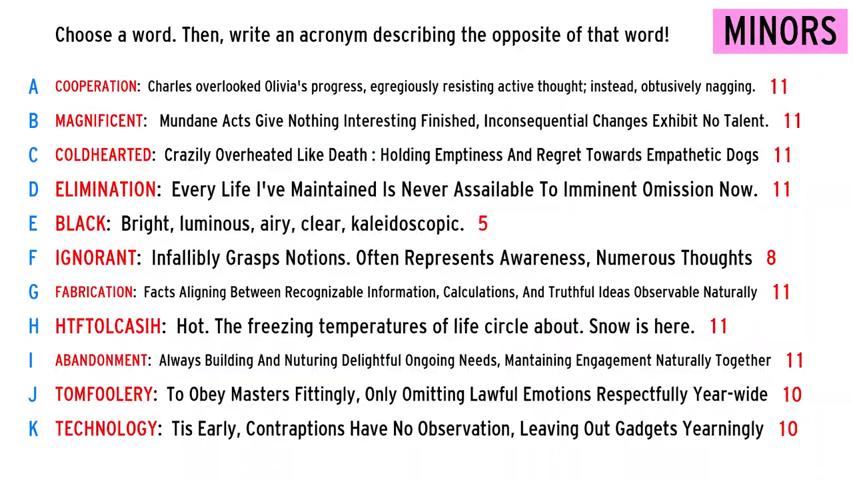 Choose a word. Then, write an acronym describing the opposite of that word!
MINORS
A COOPERATION: Charles overlooked Olivia's progress, egregiously resisting active thought; instead, obtusively nagging. 11
B MAGNIFICENT: Mundane Acts Give Nothing Interesting Finished, Inconsequential Changes Exhibit No Talent. 11
C COLDHEARTED: Crazily Overheated Like Death : Holding Emptiness And Regret Towards Empathetic Dogs 11
D ELIMINATION: Every Life I've Maintained Is Never Assailable To Imminent Omission Now. 11
E BLACK: Bright, luminous, airy, clear, kaleidoscopic. 5
F IGNORANT: Infallibly Grasps Notions. Often Represents Awareness, Numerous Thoughts 8
G FABRICATION: Facts Aligning Between Recognizable Information, Calculations, And Truthful Ideas Observable Naturally 11
H HTFTOLCASIH: Hot. The freezing temperatures of life circle about. Snow is here. 11
I ABANDONMENT: Always Building And Nuturing Delightful Ongoing Needs, Mantaining Engagement Naturally Together 11
J TOMFOOLERY: To Obey Masters Fittingly, Only Omitting Lawful Emotions Respectfully Year-wide 10
K TECHNOLOGY: Tis Early, Contraptions Have No Observation, Leaving Out Gadgets Yearningly 10